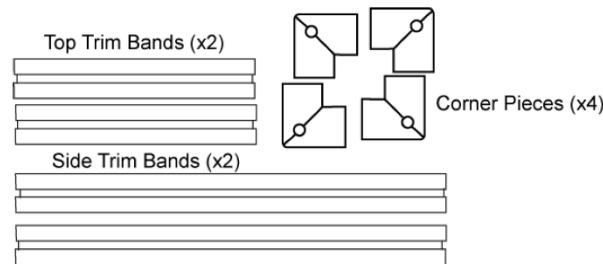 Top Trim Bands (x2)
Corner Pieces (x4)
Side Trim Bands (x2)